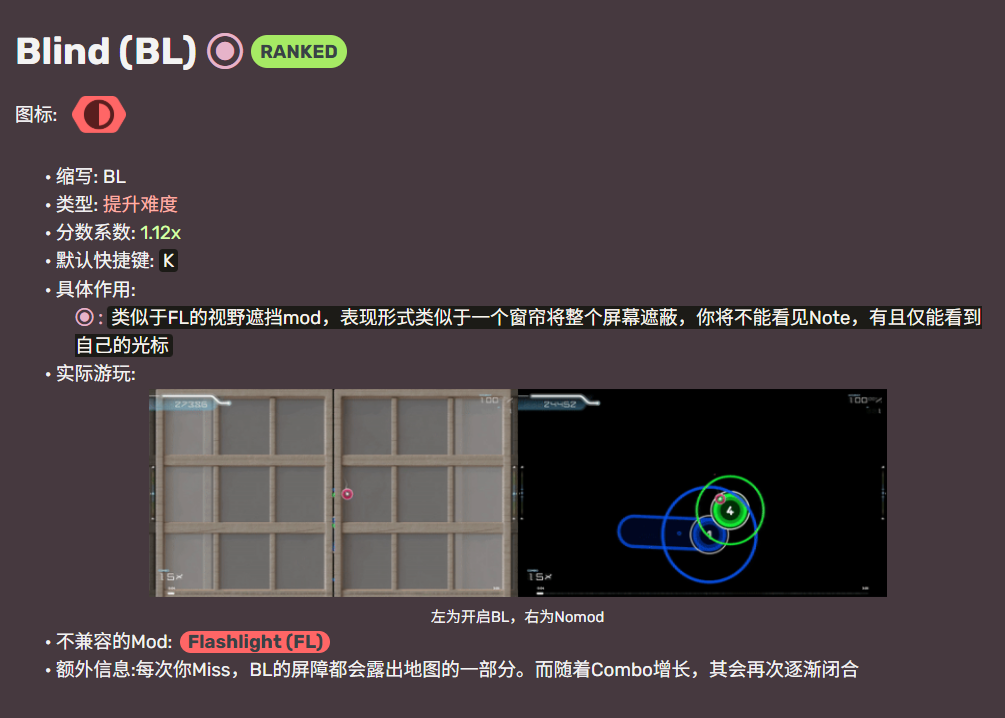 Blind (BL) RANKED
图标:
• 缩写: BL
• 类型: 提升难度
• 分数系数: 1.12x
• 默认快捷键: K
• 具体作用:
: 类似于FL的视野遮挡mod，表现形式类似于一个窗帘将整个屏幕遮蔽，你将不能看见Note，有且仅能看到
自己的光标
• 实际游玩:
24452
4
15x
15x
左为开启BL，右为Nomod
• 不兼容的Mod: Flashlight (FL)
• 额外信息:每次你Miss，BL的屏障都会露出地图的一部分。而随着Combo增长，其会再次逐渐闭合